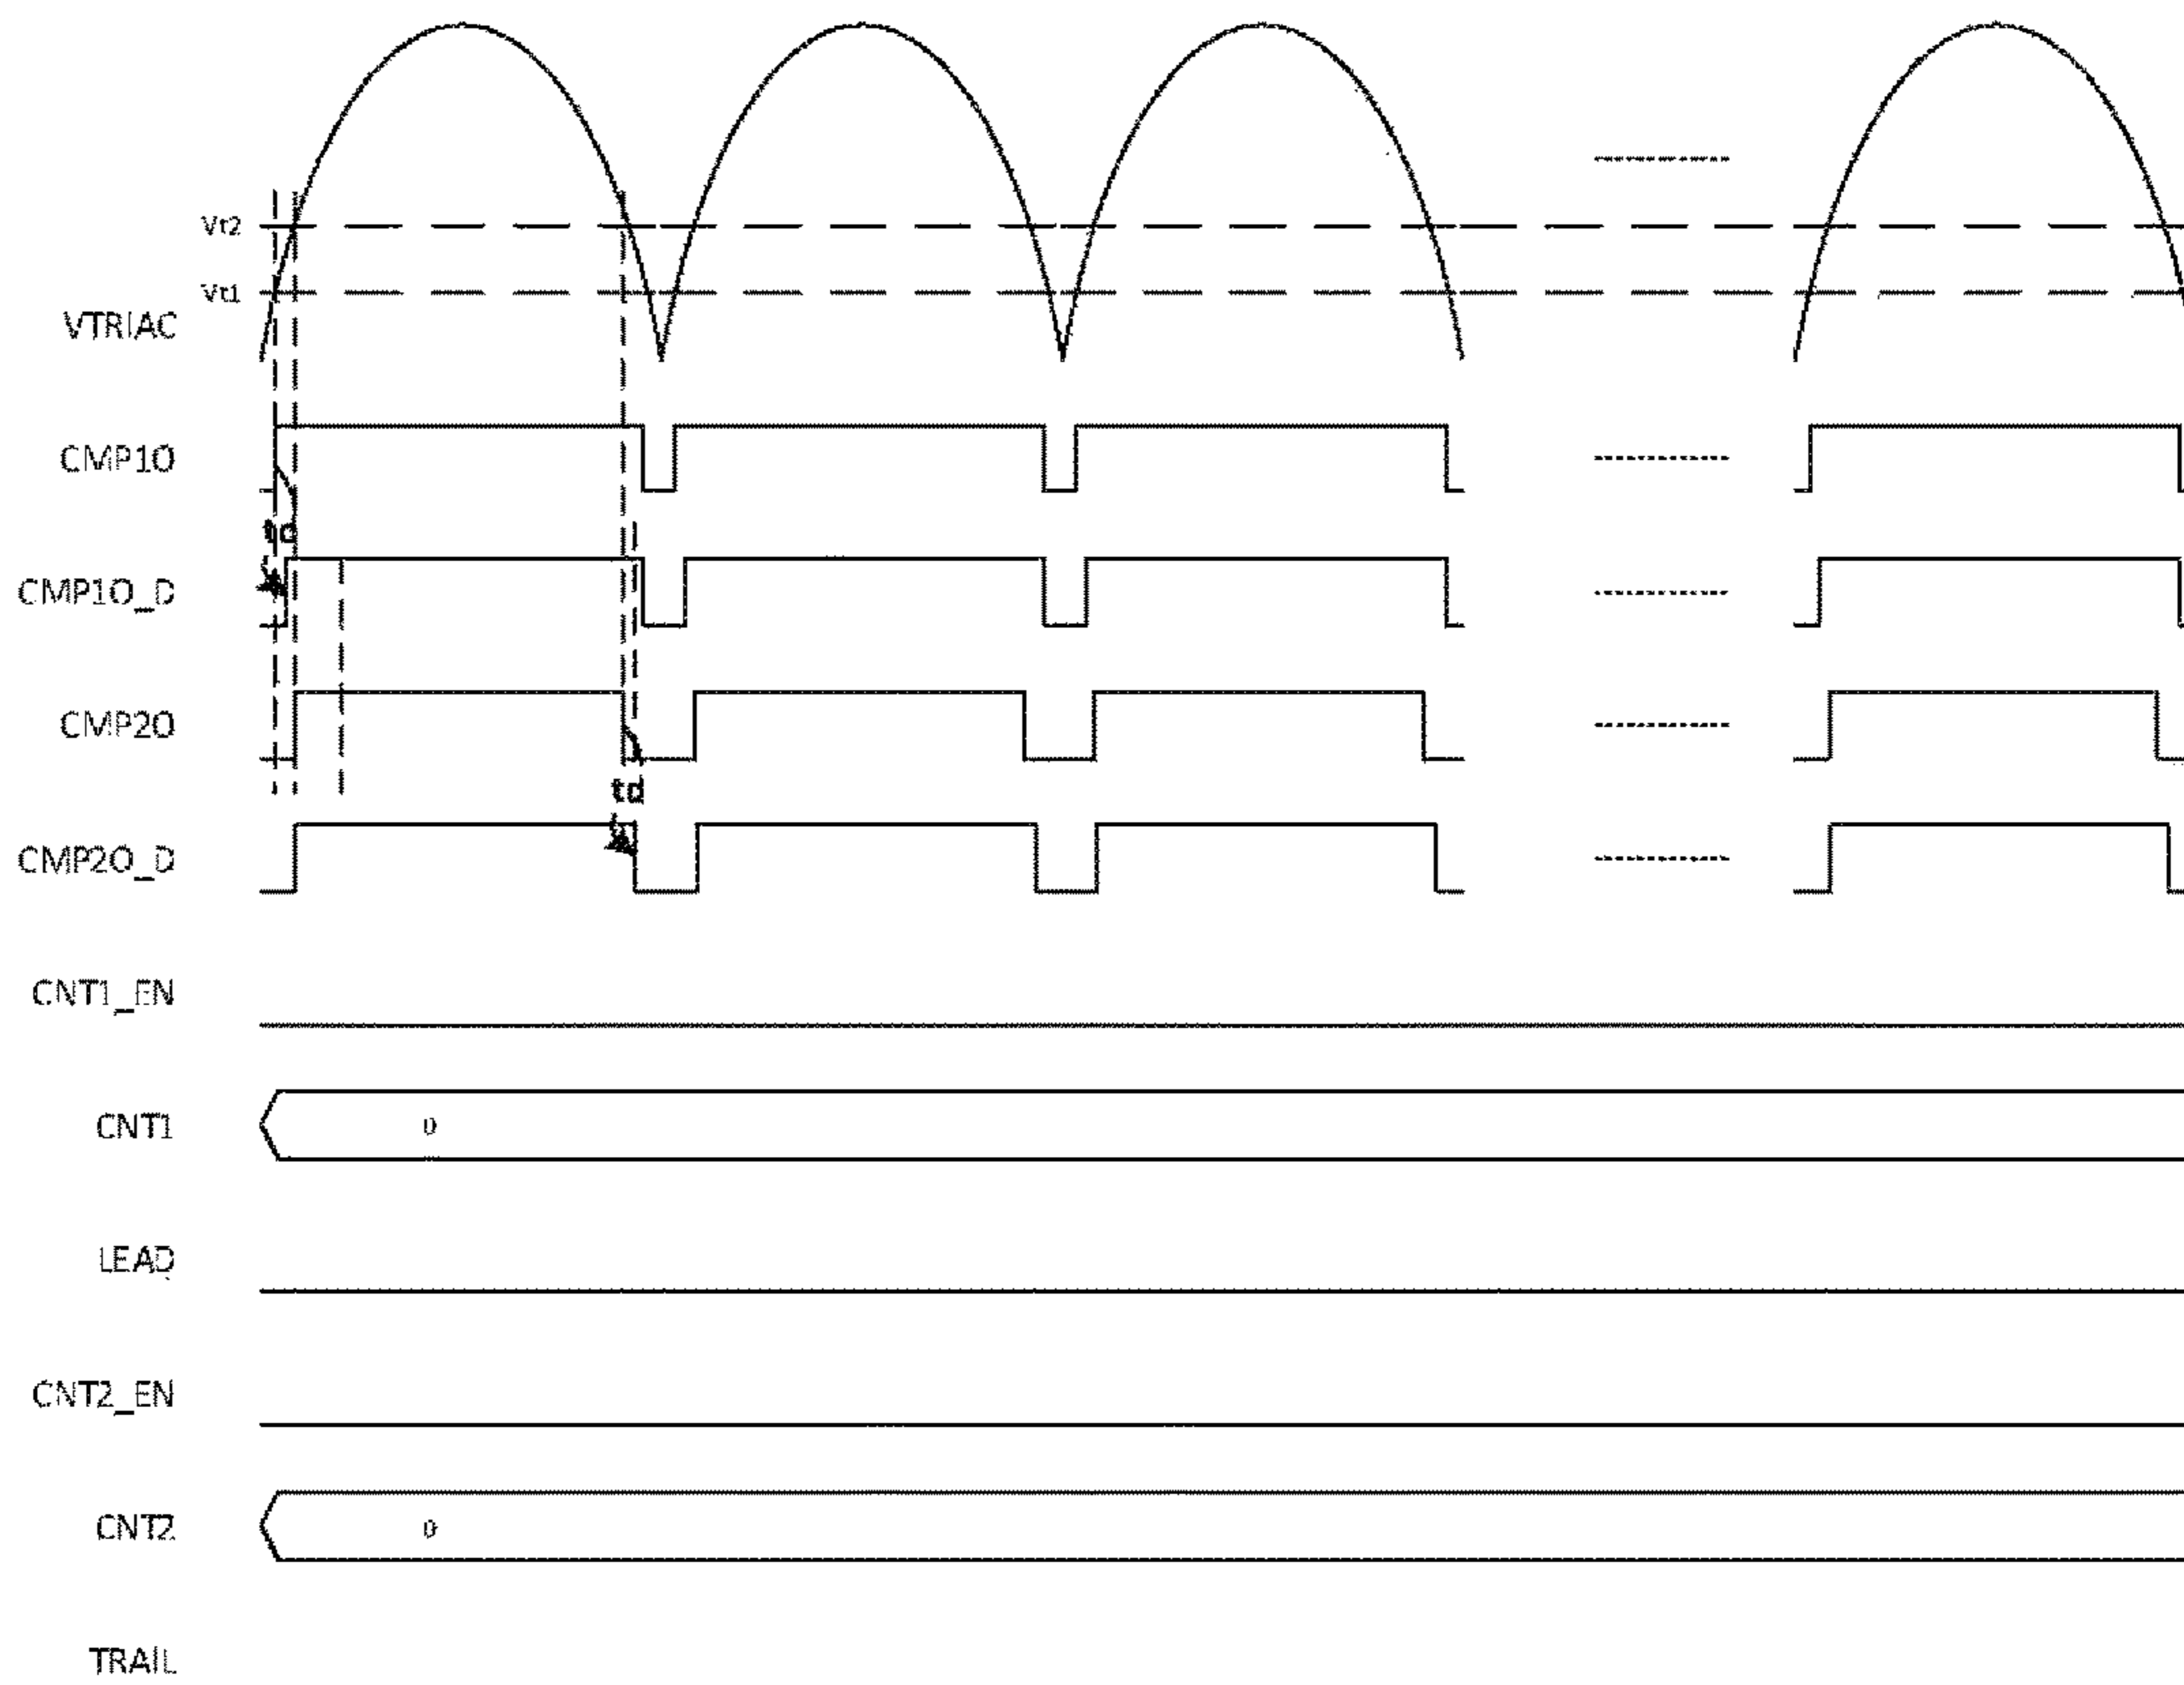 Vt2
Vt1
VTRIAC
CMP1O
td
CMP1O_D
CMP2O
td
CMP2O_D
CNT1_EN
CNT1
0
LEAD
CNT2_EN
CNT2
0
TRAIL